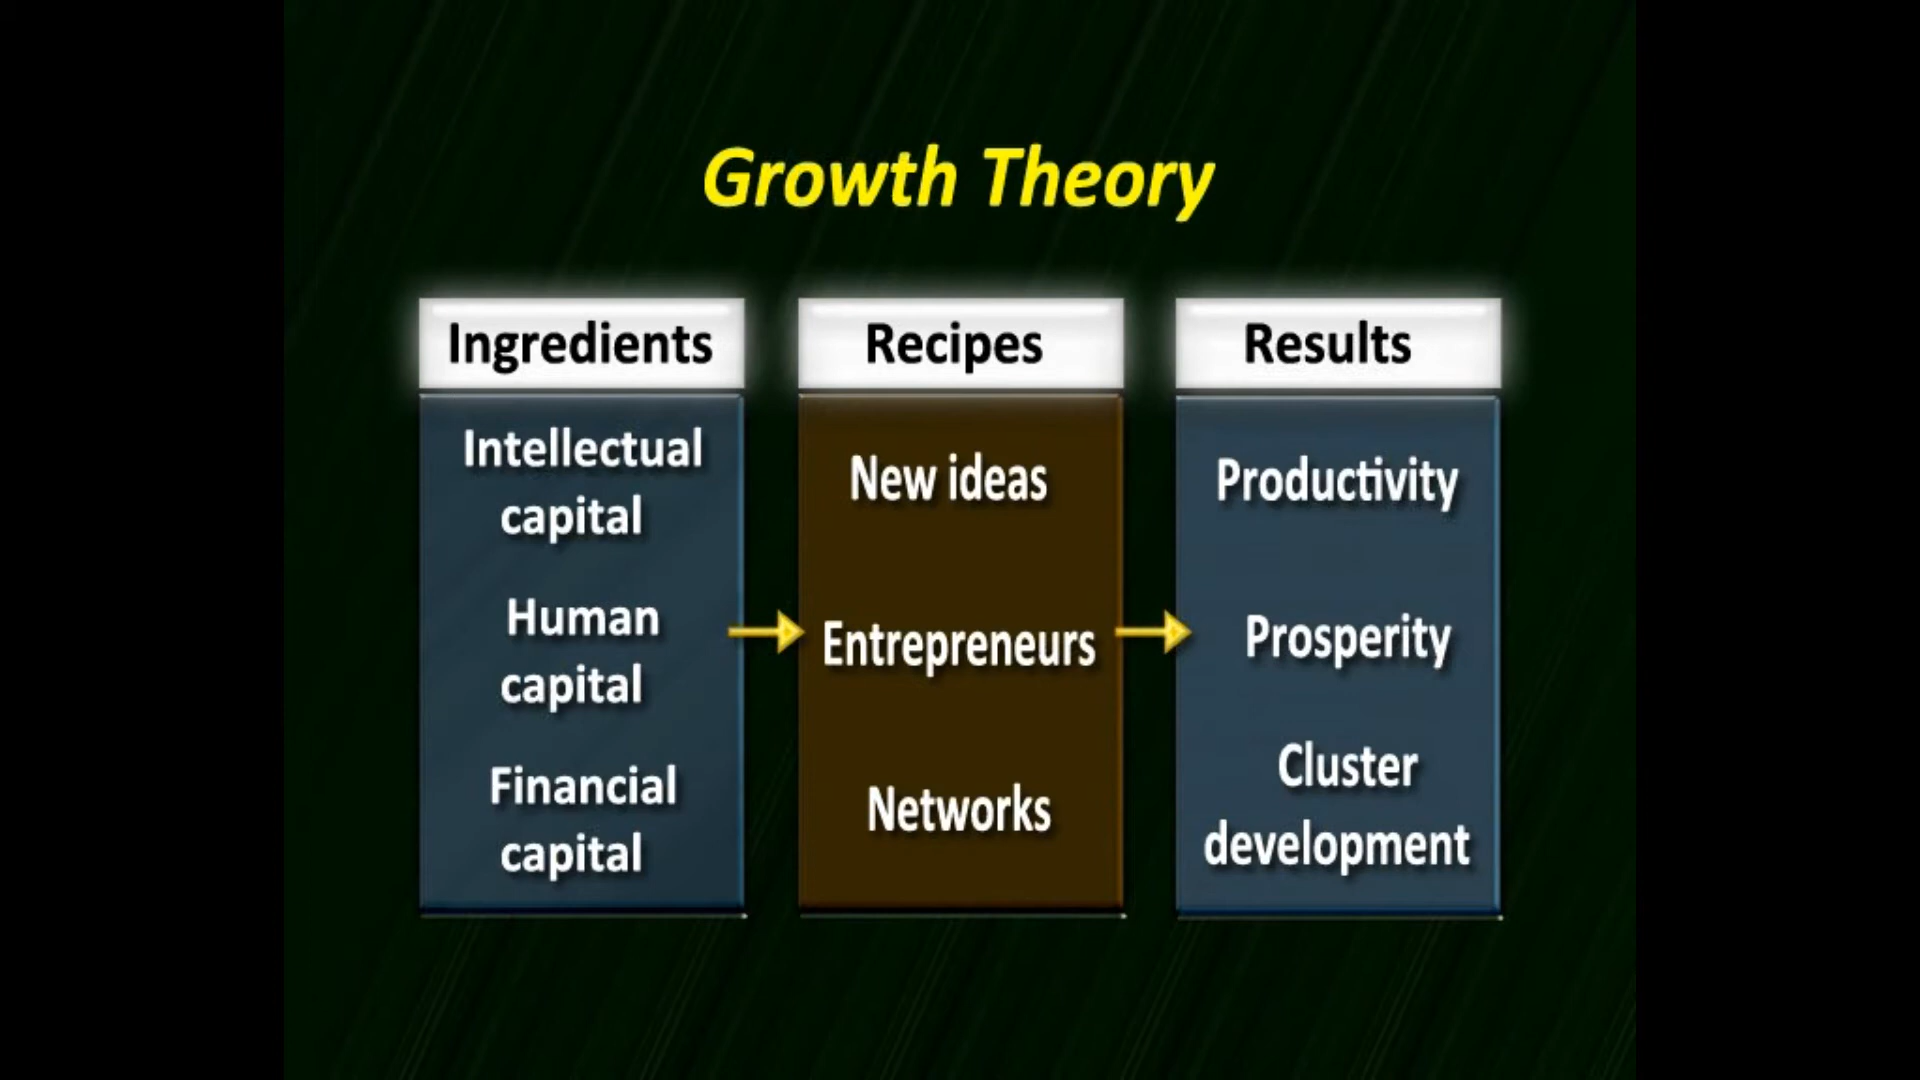 Growth Theory
Ingredients
Intellectual
capital
Human
capital
Financial
capital
Recipes
New ideas
Entrepreneurs
Networks
Results
Productivity
Prosperity
Cluster
development